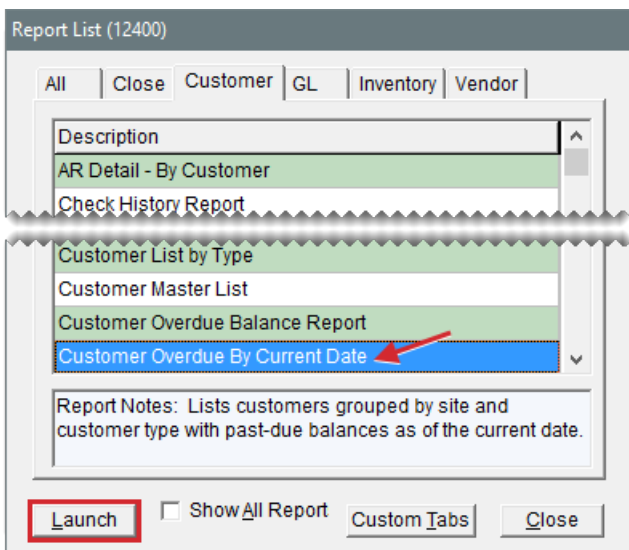 Report List (12400)
All Close Customer GL Inventory Vendor
Description
AR Detail - By Customer
Check History Report
Customer List by Type
Customer Master List
Customer Overdue Balance Report
Customer Overdue By Current Date
Report Notes: Lists customers grouped by site and
customer type with past-due balances as of the current date.
Launch Show All Report Custom Tabs Close